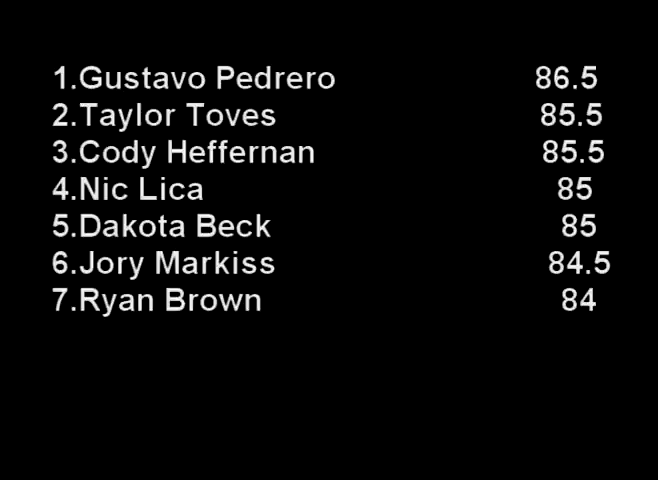 1.Gustavo Pedrero 86.5
2.Taylor Toves 85.5
3.Cody Heffernan 85.5
4.Nic Lica 85
5.Dakota Beck 85
6.Jory Markiss 84.5
7.Ryan Brown 84